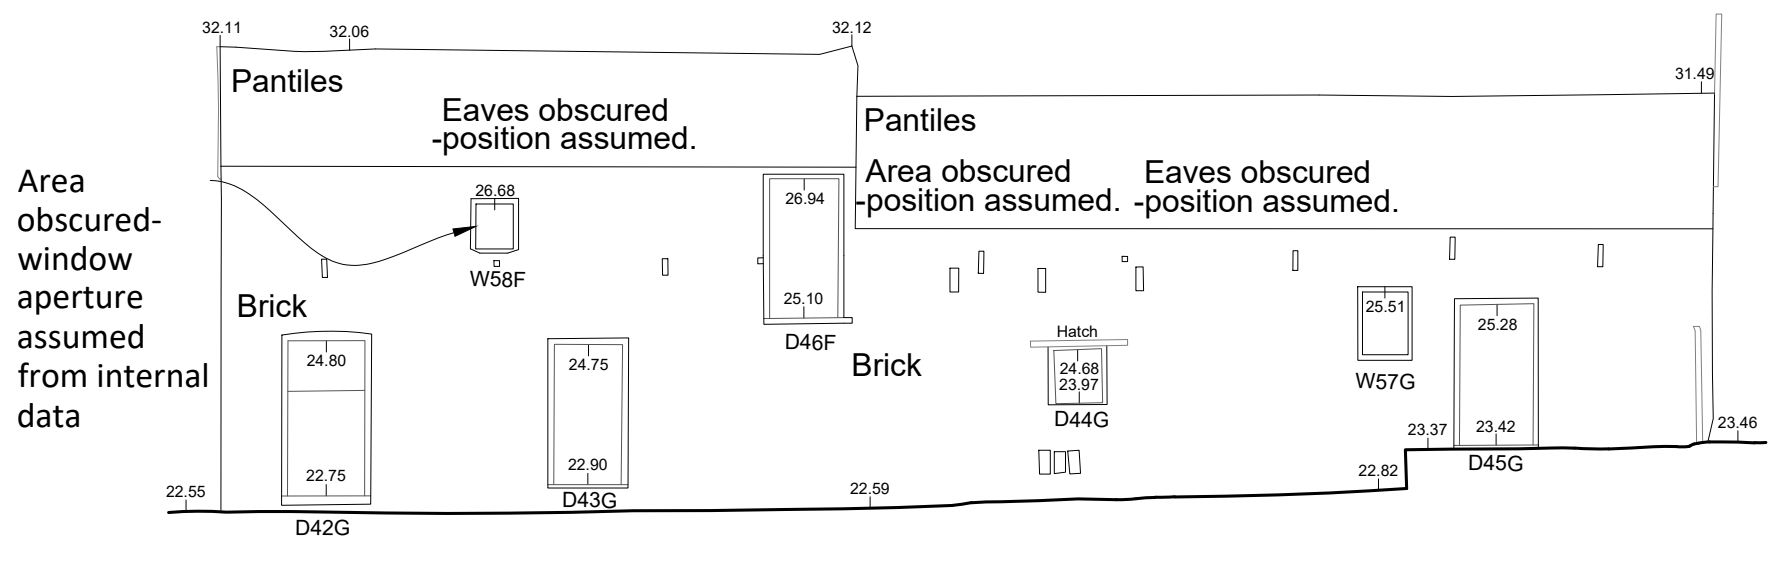 32.11
32.06
32.12
31.49
Pantiles
Eaves obscured
-position assumed.
Pantiles
Area obscured
-position assumed.
Eaves obscured
-position assumed.
Area
obscured-
window
aperture
assumed
from internal
data
26.68
W58F
26.94
25.10
D46F
Brick
24.80
22.75
D42G
24.75
22.90
D43G
Brick
Hatch
24.68
23.97
D44G
25.51
W57G
25.28
23.42
D45G
22.55
22.59
22.82
23.37
23.46